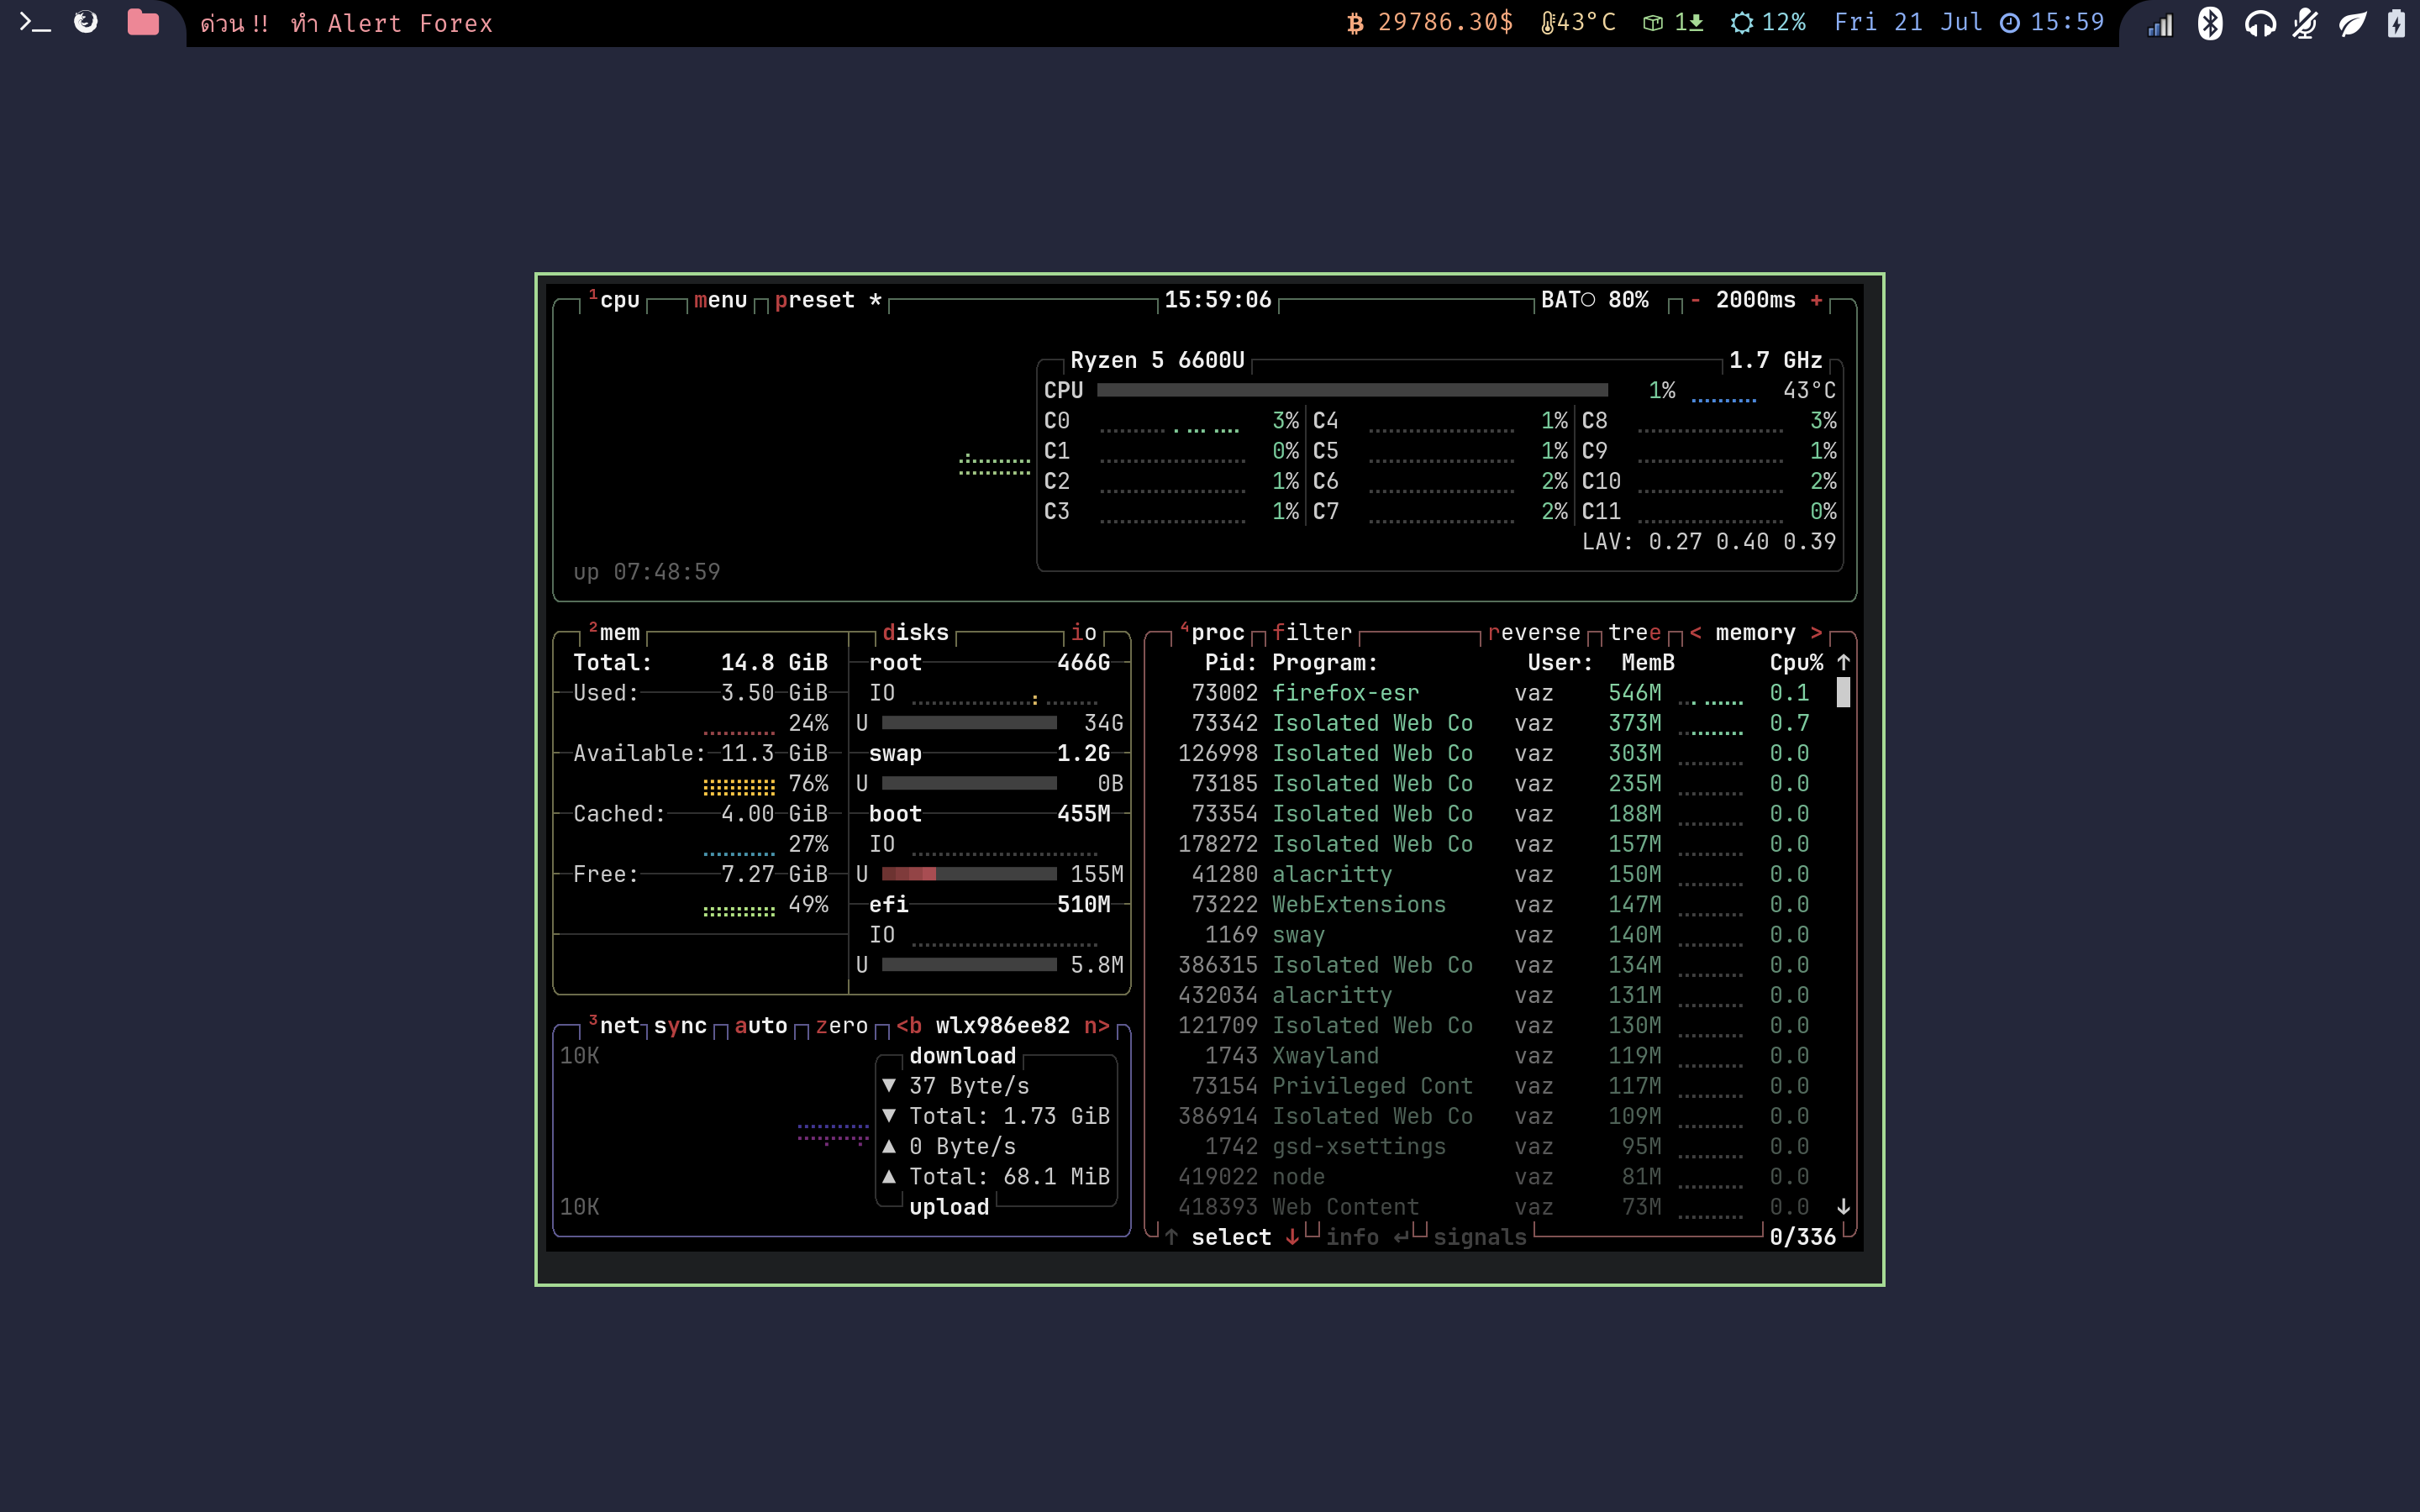 ด่วน !! ทำ Alert Forex 29786.30$ 43°C 1 12% Fri 21 Jul 15:59
1cpu menu preset * 15:59:06 BAT○ 80% - 2000ms +
Ryzen 5 6600U 1.7 GHz
CPU 1% 43°C
C0 3% C4 1% C8 3%
C1 0% C5 1% C9 1%
C2 1% C6 2% C10 2%
C3 1% C7 2% C11 0%
LAV: 0.27 0.40 0.39
up 07:48:59
2mem disks io
Total: 14.8 GiB root 466G
Used: 3.50 GiB IO
24% U 34G
Available: 11.3 GiB swap 1.2G
76% U 0B
Cached: 4.00 GiB boot 455M
27% IO
Free: 7.27 GiB U 155M
49% efi 510M
IO
U 5.8M
3net sync auto zero <b wlx986ee82 n>
10K download
▼ 37 Byte/s
▼ Total: 1.73 GiB
▲ 0 Byte/s
▲ Total: 68.1 MiB
10K upload
4proc filter reverse tree < memory >
Pid: Program: User: MemB Cpu% ↑
73002 firefox-esr vaz 546M 0.1
73342 Isolated Web Co vaz 373M 0.7
126998 Isolated Web Co vaz 303M 0.0
73185 Isolated Web Co vaz 235M 0.0
73354 Isolated Web Co vaz 188M 0.0
178272 Isolated Web Co vaz 157M 0.0
41280 alacritty vaz 150M 0.0
73222 WebExtensions vaz 147M 0.0
1169 sway vaz 140M 0.0
386315 Isolated Web Co vaz 134M 0.0
432034 alacritty vaz 131M 0.0
121709 Isolated Web Co vaz 130M 0.0
1743 Xwayland vaz 119M 0.0
73154 Privileged Cont vaz 117M 0.0
386914 Isolated Web Co vaz 109M 0.0
1742 gsd-xsettings vaz 95M 0.0
419022 node vaz 81M 0.0
418393 Web Content vaz 73M 0.0 ↓
↑ select ↓ info ↵ signals 0/336